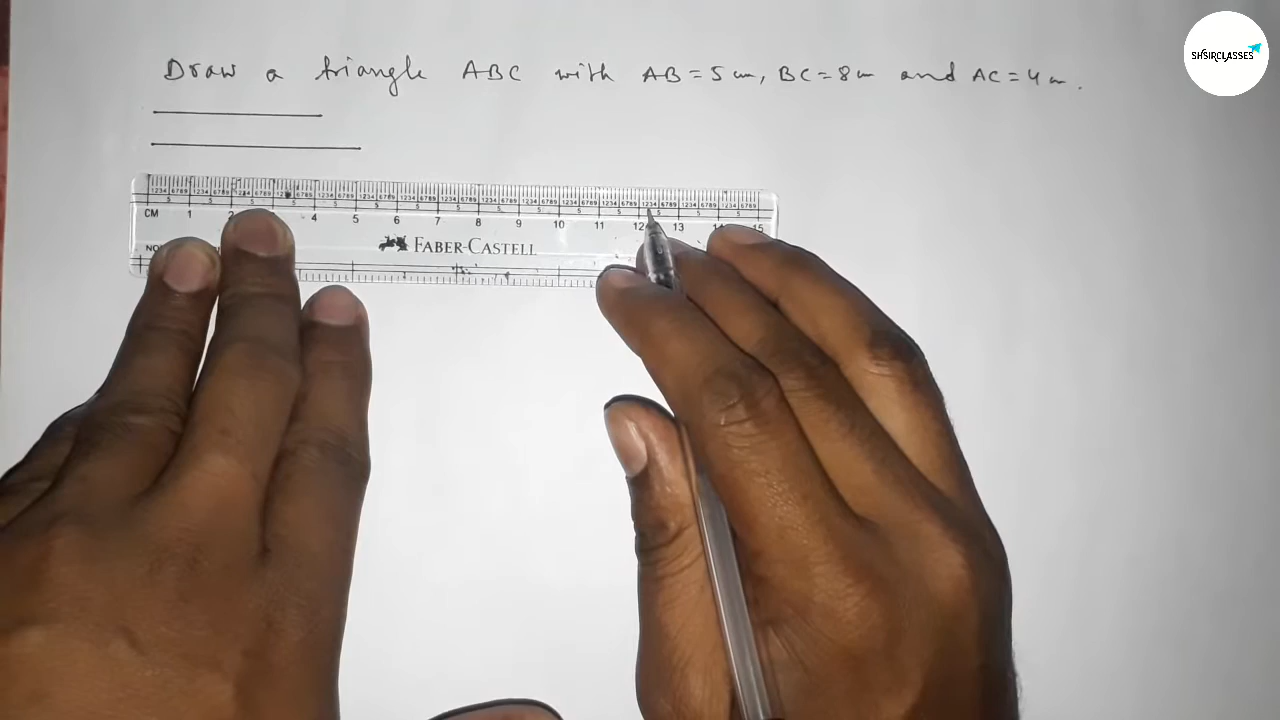 Draw a triangle ABC with AB = 5 cm, BC = 8 cm and AC = 4 cm.
SHSIRCLASSES
CM 1 2 4 5 6 7 8 9 10 11 12 13 14 15
FABER-CASTELL